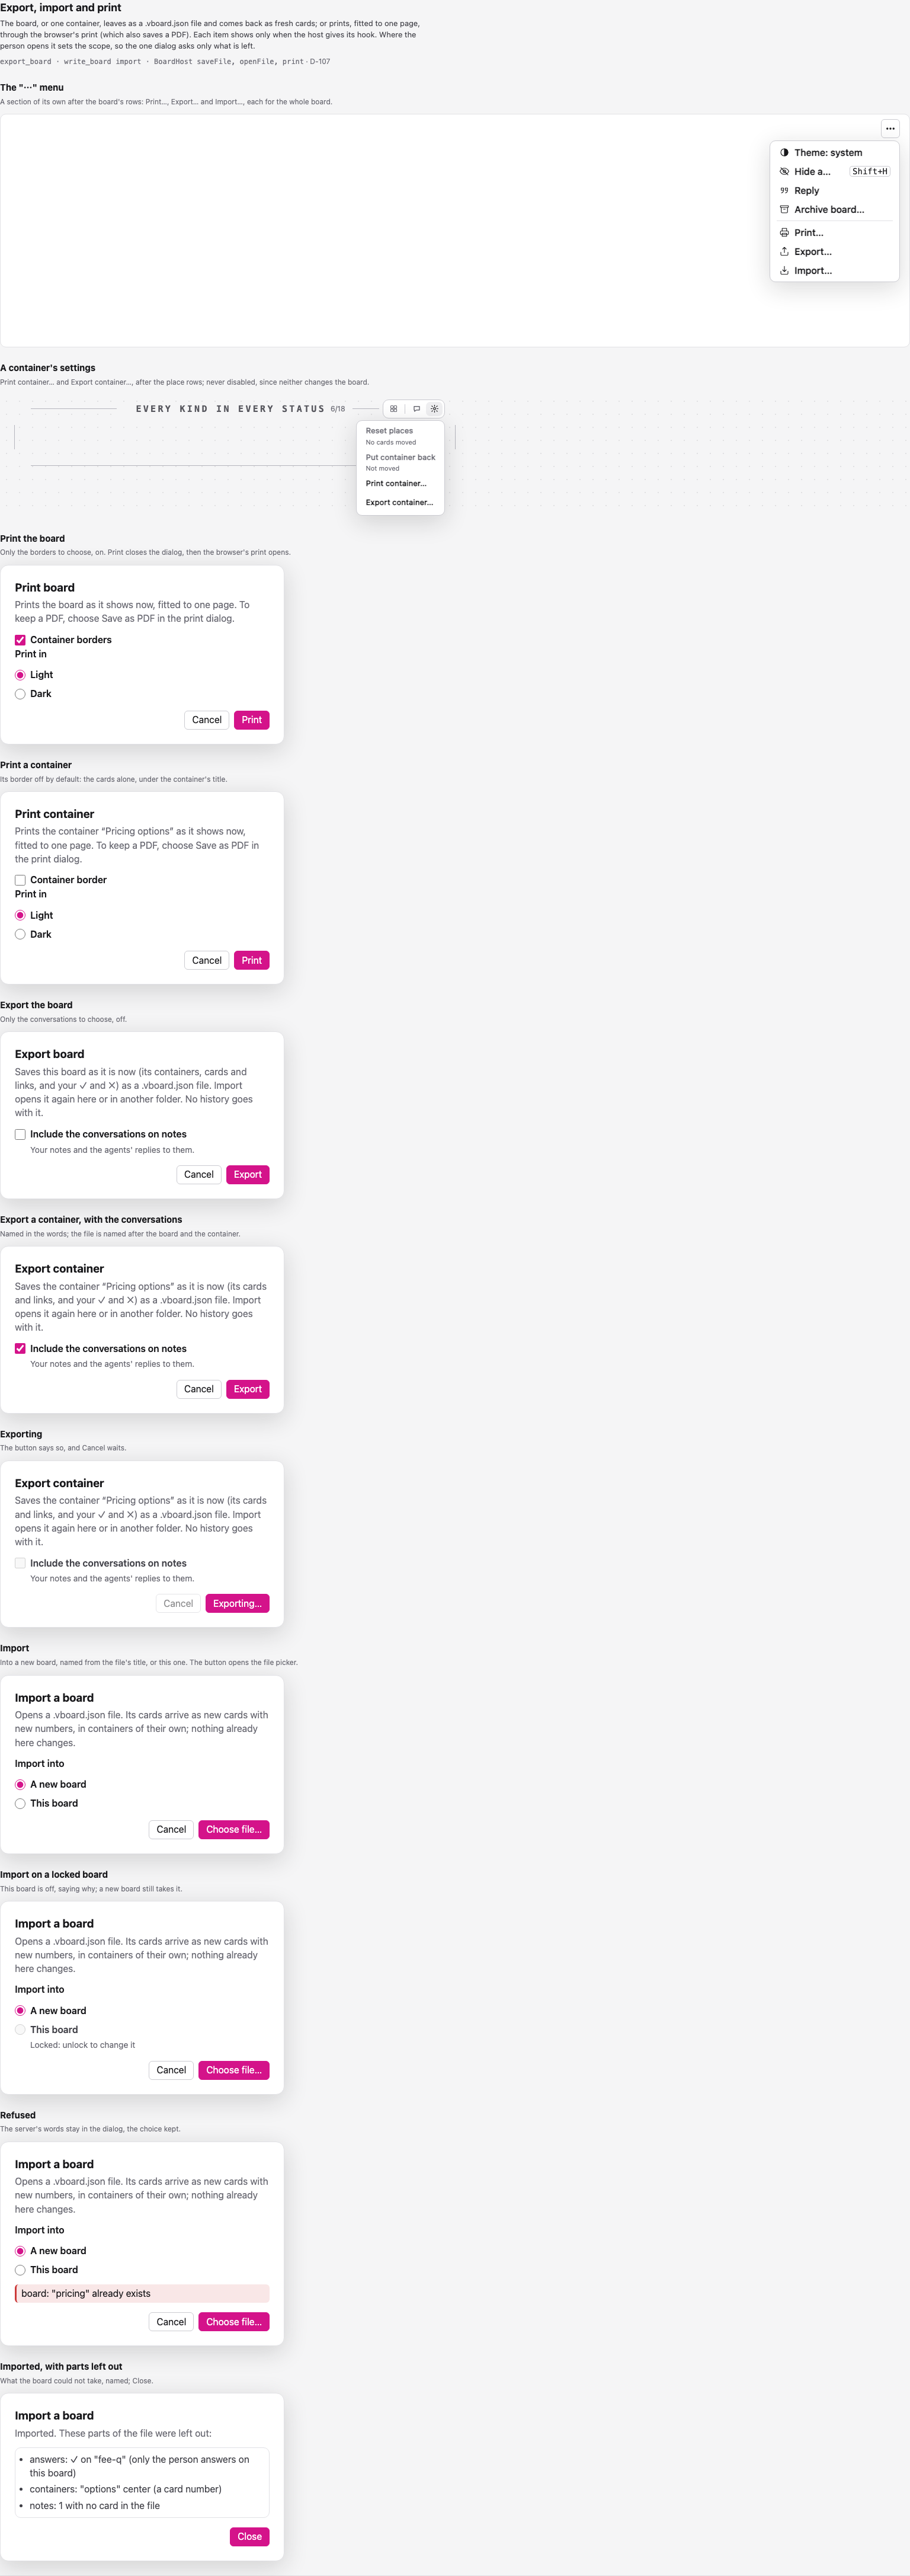 Export, import and print
The board, or one container, leaves as a .vboard.json file and comes back as fresh cards; or prints, fitted to one page,
through the browser's print (which also saves a PDF). Each item shows only when the host gives its hook. Where the
person opens it sets the scope, so the one dialog asks only what is left.
export_board · write_board import · BoardHost saveFile, openFile, print · D-107
The "···" menu
A section of its own after the board's rows: Print…, Export… and Import…, each for the whole board.
Theme: system
Hide a… Shift+H
Reply
Archive board…
Print…
Export…
Import…
A container's settings
Print container… and Export container…, after the place rows; never disabled, since neither changes the board.
EVERY KIND IN EVERY STATUS 6/18
Reset places
No cards moved
Put container back
Not moved
Print container…
Export container…
Print the board
Only the borders to choose, on. Print closes the dialog, then the browser's print opens.
Print board
Prints the board as it shows now, fitted to one page. To
keep a PDF, choose Save as PDF in the print dialog.
Container borders
Print in
Light
Dark
Cancel Print
Print a container
Its border off by default: the cards alone, under the container's title.
Print container
Prints the container “Pricing options” as it shows now,
fitted to one page. To keep a PDF, choose Save as PDF in
the print dialog.
Container border
Print in
Light
Dark
Cancel Print
Export the board
Only the conversations to choose, off.
Export board
Saves this board as it is now (its containers, cards and
links, and your ✓ and ✕) as a .vboard.json file. Import
opens it again here or in another folder. No history goes
with it.
Include the conversations on notes
Your notes and the agents' replies to them.
Cancel Export
Export a container, with the conversations
Named in the words; the file is named after the board and the container.
Export container
Saves the container “Pricing options” as it is now (its cards
and links, and your ✓ and ✕) as a .vboard.json file. Import
opens it again here or in another folder. No history goes
with it.
Include the conversations on notes
Your notes and the agents' replies to them.
Cancel Export
Exporting
The button says so, and Cancel waits.
Export container
Saves the container “Pricing options” as it is now (its cards
and links, and your ✓ and ✕) as a .vboard.json file. Import
opens it again here or in another folder. No history goes
with it.
Include the conversations on notes
Your notes and the agents' replies to them.
Cancel Exporting…
Import
Into a new board, named from the file's title, or this one. The button opens the file picker.
Import a board
Opens a .vboard.json file. Its cards arrive as new cards with
new numbers, in containers of their own; nothing already
here changes.
Import into
A new board
This board
Cancel Choose file…
Import on a locked board
This board is off, saying why; a new board still takes it.
Import a board
Opens a .vboard.json file. Its cards arrive as new cards with
new numbers, in containers of their own; nothing already
here changes.
Import into
A new board
This board
Locked: unlock to change it
Cancel Choose file…
Refused
The server's words stay in the dialog, the choice kept.
Import a board
Opens a .vboard.json file. Its cards arrive as new cards with
new numbers, in containers of their own; nothing already
here changes.
Import into
A new board
This board
board: "pricing" already exists
Cancel Choose file…
Imported, with parts left out
What the board could not take, named; Close.
Import a board
Imported. These parts of the file were left out:
• answers: ✓ on "fee-q" (only the person answers on
this board)
• containers: "options" center (a card number)
• notes: 1 with no card in the file
Close